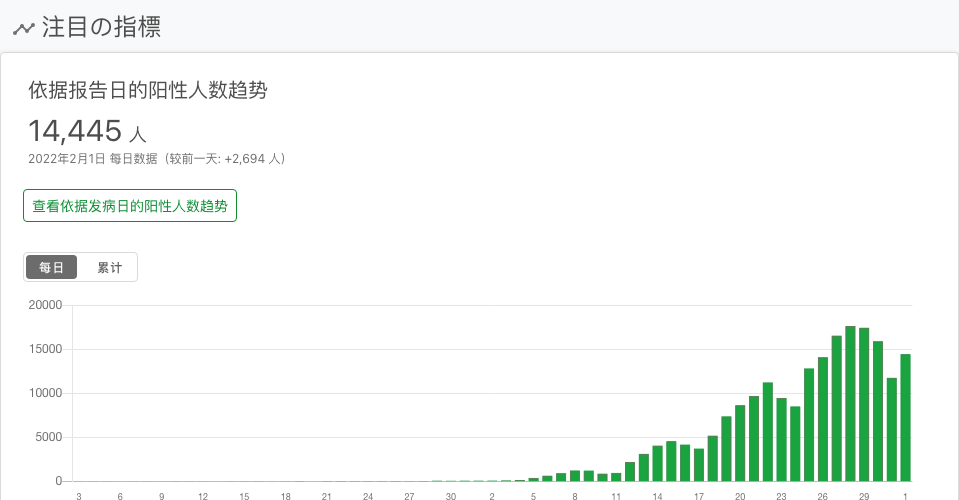 注目の指標
依据报告日的阳性人数趋势
14,445 人
2022年2月1日 每日数据（较前一天: +2,694 人）
查看依据发病日的阳性人数趋势
每日 累计
20000
15000
10000
5000
0
3 6 9 12 15 18 21 24 27 30 2 5 8 11 14 17 20 23 26 29 1